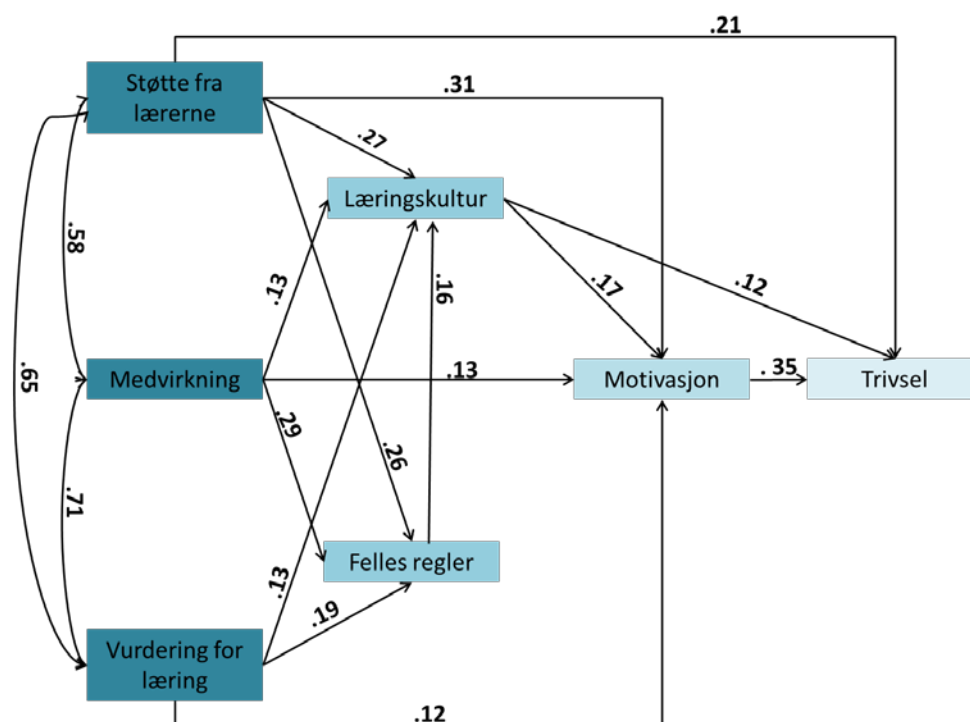 .21
Støtte fra
lærerne
.31
.27
Læringskultur
.58
.13
.16
.17
.12
.65
Medvirkning
.13
Motivasjon
. 35
Trivsel
.29
.26
.71
Felles regler
.13
.19
Vurdering for
læring
.12